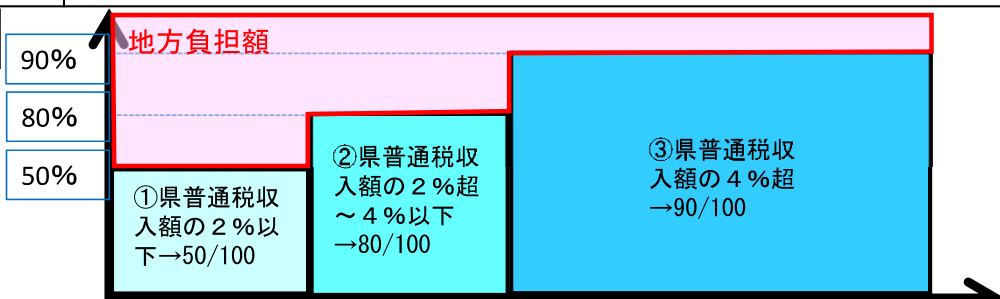 地方負担額
90%
80%
50%
①県普通税収
入額の２％以
下→50/100
②県普通税収
入額の２％超
～４％以下
→80/100
③県普通税収
入額の４％超
→90/100